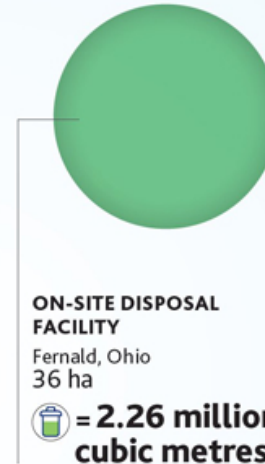 ON-SITE DISPOSAL
FACILITY
Fernald, Ohio
36 ha
= 2.26 million
cubic metres